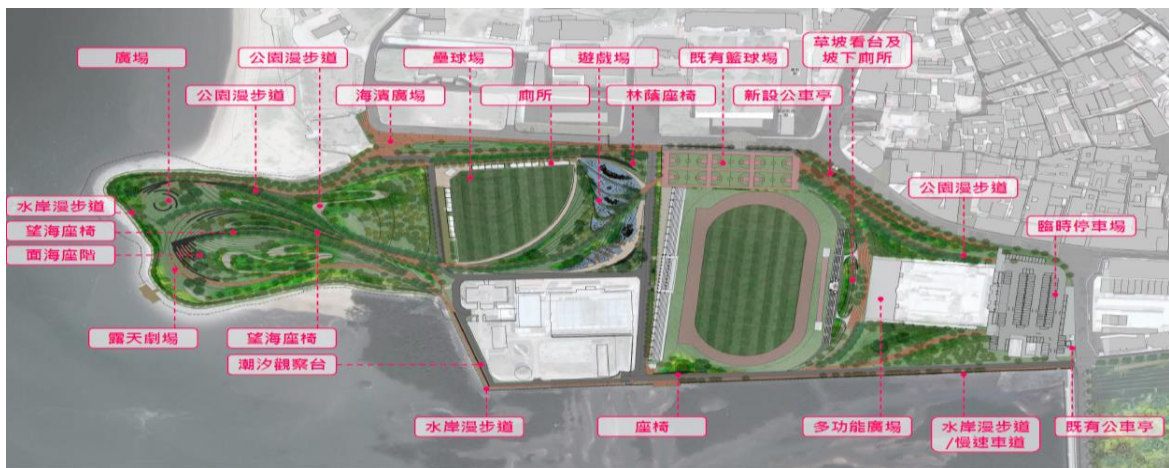 廣場
公園漫步道
壘球場
遊戲場
既有籃球場
草坡看台及
坡下廁所
公園漫步道
海濱廣場
廁所
林蔭座椅
新設公車亭
水岸漫步道
望海座椅
面海座階
公園漫步道
臨時停車場
露天劇場
望海座椅
潮汐觀察台
水岸漫步道
座椅
多功能廣場
水岸漫步道
/慢速車道
既有公車亭